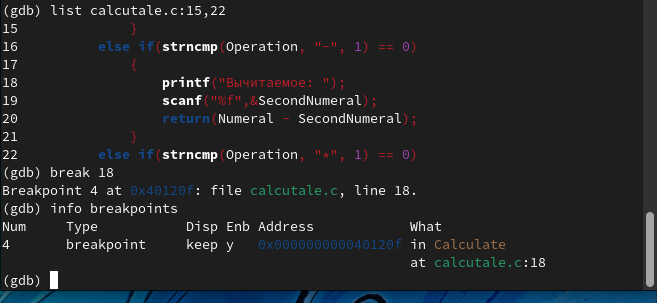 (gdb) list calcutale.c:15,22
15 }
16 else if(strncmp(Operation, "-", 1) == 0)
17 {
18 printf("Вычитаемое: ");
19 scanf("%f",&SecondNumeral);
20 return(Numeral - SecondNumeral);
21 }
22 else if(strncmp(Operation, "*", 1) == 0)
(gdb) break 18
Breakpoint 4 at 0x40120f: file calcutale.c, line 18.
(gdb) info breakpoints
Num Type Disp Enb Address What
4 breakpoint keep y 0x000000000040120f in Calculate
at calcutale.c:18
(gdb)